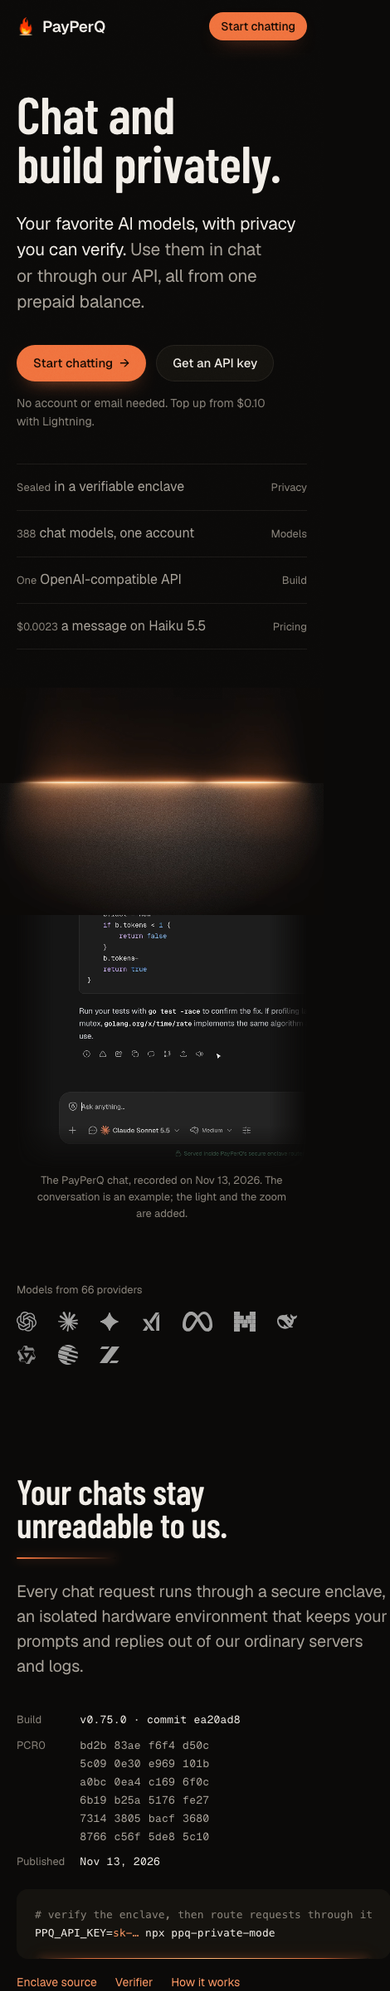 PayPerQ
Start chatting
Chat and
build privately.
Your favorite AI models, with privacy
you can verify. Use them in chat
or through our API, all from one
prepaid balance.
Start chatting →
Get an API key
No account or email needed. Top up from $0.10
with Lightning.
Sealed in a verifiable enclave
Privacy
388 chat models, one account
Models
One OpenAI-compatible API
Build
$0.0023 a message on Haiku 5.5
Pricing
if b.tokens < 1 {
return false
}
b.tokens-
return true
}
Run your tests with go test -race to confirm the fix. If profiling
mutex, golang.org/x/time/rate implements the same algorithm
use.
Ask anything...
Claude Sonnet 5.5
Medium
Served inside PayPerQ's secure enclave
The PayPerQ chat, recorded on Nov 13, 2026. The
conversation is an example; the light and the zoom
are added.
Models from 66 providers
Your chats stay
unreadable to us.
Every chat request runs through a secure enclave,
an isolated hardware environment that keeps your
prompts and replies out of our ordinary servers
and logs.
Build v0.75.0 · commit ea20ad8
PCR0 bd2b 83ae f6f4 d50c
5c09 0e30 e969 101b
a0bc 0ea4 c169 6f0c
6b19 b25a 5176 fe27
7314 3805 bacf 3680
8766 c56f 5de8 5c10
Published Nov 13, 2026
# verify the enclave, then route requests through it
PPQ_API_KEY=sk-… npx ppq-private-mode
Enclave source
Verifier
How it works